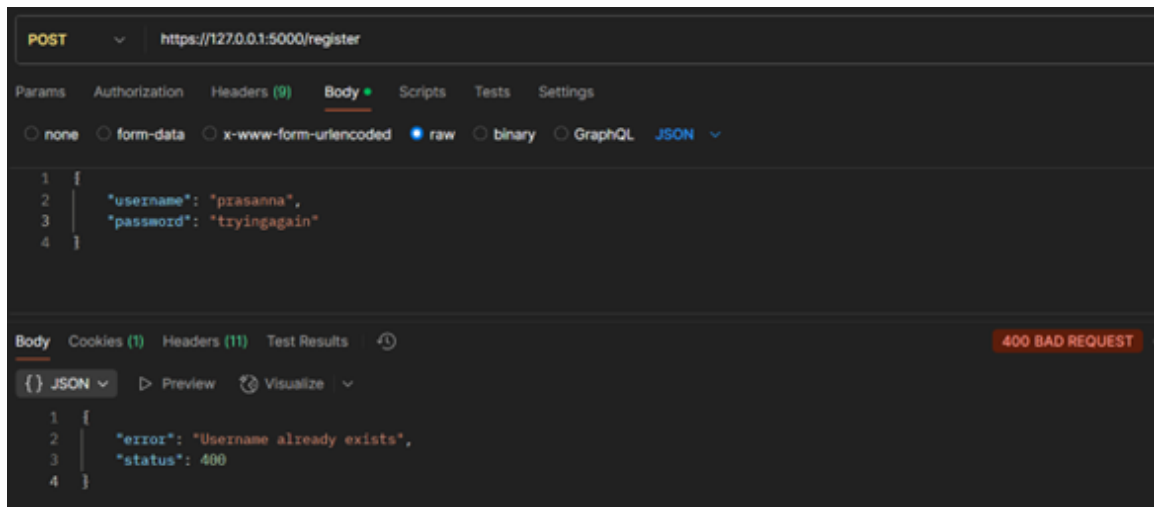 POST https://127.0.0.1:5000/register
Params Authorization Headers (9) Body Scripts Tests Settings
none form-data x-www-form-urlencoded raw binary GraphQL JSON
1 {
2 "username": "prasanna",
3 "password": "tryingagain"
4 }
Body Cookies (1) Headers (11) Test Results 400 BAD REQUEST
{} JSON Preview Visualize
1 {
2 "error": "Username already exists",
3 "status": 400
4 }